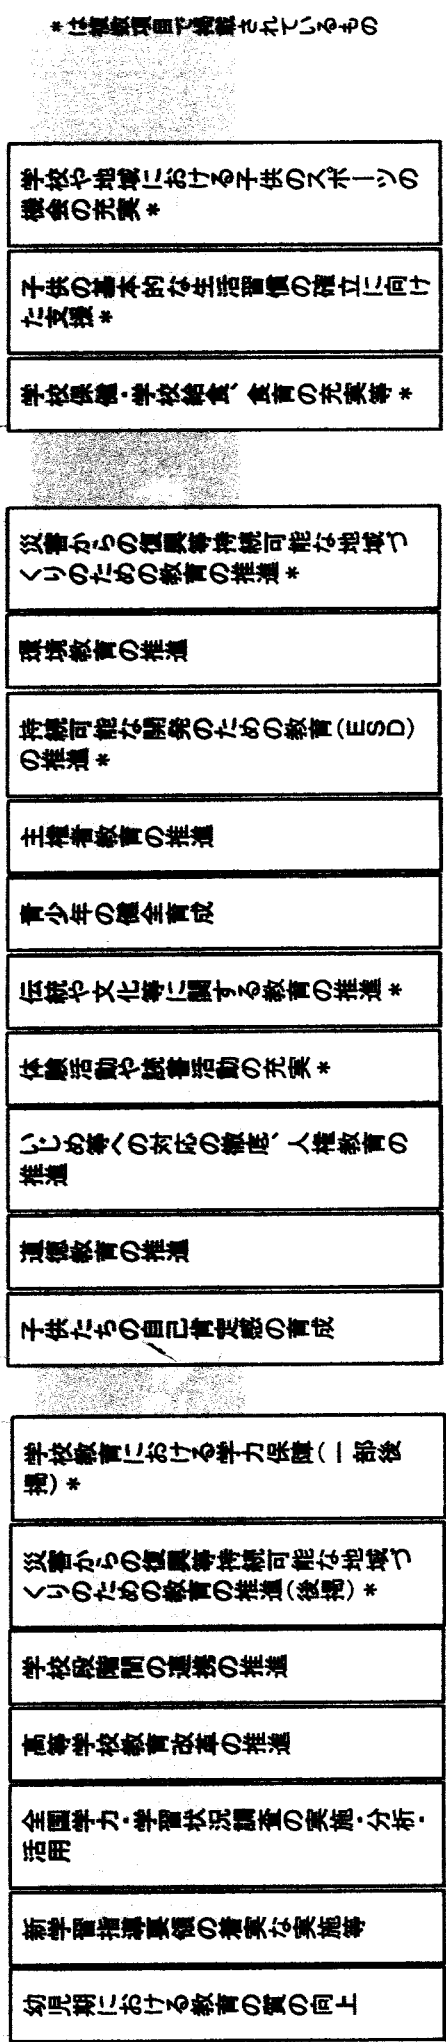 *は複数項目で掲載されているもの
学校や地域における子供のスポーツの
機会の充実*
子供の基本的な生活習慣の確立に向け
た支援*
学校保健・学校給食、食育の充実等*
災害からの復興等持続可能な地域づ
くりのための教育の推進*
環境教育の推進
持続可能な開発のための教育(ESD)
の推進*
主権者教育の推進
青少年の健全育成
伝統や文化等に関する教育の推進*
体験活動や読書活動の充実*
いじめ等への対応の徹底、人権教育の
推進
道徳教育の推進
子供たちの自己肯定感の育成
学校教育における学力保障(一部後
掲)*
災害からの復興等持続可能な地域づ
くりのための教育の推進(後掲)*
学校段階間の連携の推進
高等学校教育改革の推進
全国学力・学習状況調査の実施・分析・
活用
新学習指導要領の着実な実施等
幼児期における教育の質の向上